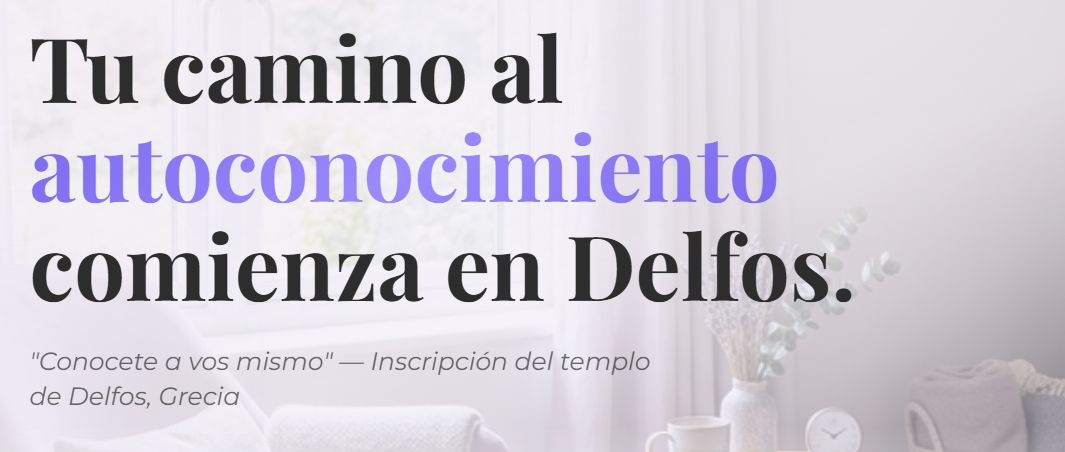 Tu camino al
autoconocimiento
comienza en Delfos.
"Conocete a vos mismo" — Inscripción del templo
de Delfos, Grecia